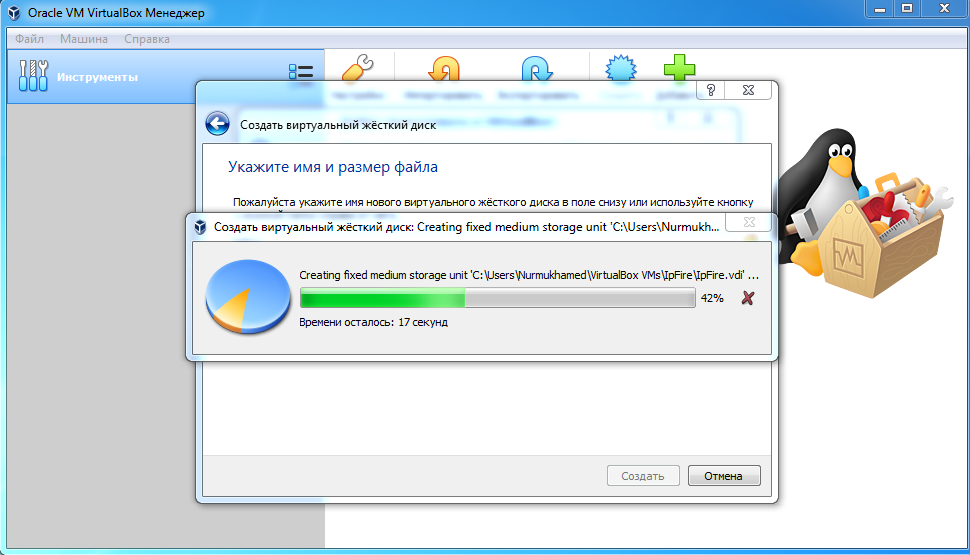 Oracle VM VirtualBox Менеджер
Файл Машина Справка
Инструменты
Создать виртуальный жёсткий диск
Укажите имя и размер файла
Пожалуйста укажите имя нового виртуального жёсткого диска в поле снизу или используйте кнопку
Создать виртуальный жёсткий диск: Creating fixed medium storage unit 'C:\Users\Nurmukh...
Creating fixed medium storage unit 'C:\Users\Nurmukhamed\VirtualBox VMs\IpFire\IpFire.vdi' ...
42%
Времени осталось: 17 секунд
Создать Отмена